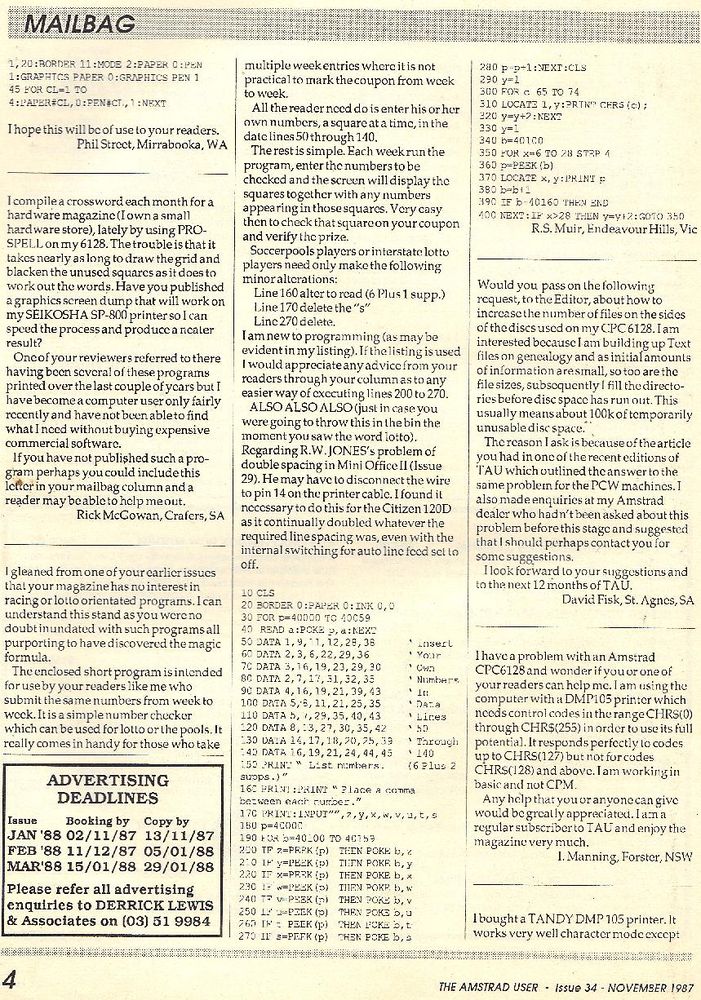 MAILBAG
1,20:BORDER 11:MODE 2:PAPER 0:PEN
1:GRAPHICS PAPER 0:GRAPHICS PEN 1
45 FOR CL=1 TO
4:PAPER#CL,0:PEN#CL,1:NEXT
I hope this will be of use to your readers.
Phil Street, Mirrabooka, WA
I compile a crossword each month for a
hardware magazine (I own a small
hardware store), lately by using PRO-
SPELL on my 6128. The trouble is that it
takes nearly as long to draw the grid and
blacken the unused squares as it does to
work out the words. Have you published
a graphics screen dump that will work on
my SEIKOSHA SP-800 printer so I can
speed the process and produce a neater
result?
One of your reviewers referred to there
having been several of these programs
printed over the last couple of years but I
have become a computer user only fairly
recently and have not been able to find
what I need without buying expensive
commercial software.
If you have not published such a pro-
gram perhaps you could include this
letter in your mailbag column and a
reader may be able to help me out.
Rick McGowan, Crafers, SA
I gleaned from one of your earlier issues
that your magazine has no interest in
racing or lotto orientated programs. I can
understand this stand as you were no
doubt inundated with such programs all
purporting to have discovered the magic
formula.
The enclosed short program is intended
for use by your readers like me who
submit the same numbers from week to
week. It is a simple number checker
which can be used for lotto or the pools. It
really comes in handy for those who take
ADVERTISING
DEADLINES
Issue Booking by Copy by
JAN '88 02/11/87 13/11/87
FEB '88 11/12/87 05/01/88
MAR'88 15/01/88 29/01/88
Please refer all advertising
enquiries to DERRICK LEWIS
& Associates on (03) 51 9984
multiple week entries where it is not
practical to mark the coupon from week
to week.
All the reader need do is enter his or her
own numbers, a square at a time, in the
date lines 50 through 140.
The rest is simple. Each week run the
program, enter the numbers to be
checked and the screen will display the
squares together with any numbers
appearing in those squares. Very easy
then to check that square on your coupon
and verify the prize.
Soccerpools players or interstate lotto
players need only make the following
minor alterations:
Line 160 alter to read (6 Plus 1 supp.)
Line 170 delete the "s"
Line 270 delete.
I am new to programming (as may be
evident in my listing). If the listing is used
I would appreciate any advice from your
readers through your column as to any
easier way of executing lines 200 to 270.
ALSO ALSO ALSO (just in case you
were going to throw this in the bin the
moment you saw the word lotto).
Regarding R.W. JONES's problem of
double spacing in Mini Office II (Issue
29). He may have to disconnect the wire
to pin 14 on the printer cable. I found it
necessary to do this for the Citizen 120D
as it continually doubled whatever the
required line spacing was, even with the
internal switching for auto line feed set to
off.
10 CLS
20 BORDER 0:PAPER 0:INK 0,0
30 FOR p=40000 TO 40059
40 READ a:POKE p,a:NEXT
50 DATA 1,9,11,12,28,38 ' Insert
60 DATA 2,3,6,22,29,36 ' Your
70 DATA 3,16,19,23,29,30 ' Own
80 DATA 2,7,17,31,32,35 ' Numbers
90 DATA 4,16,19,21,39,43 ' In
100 DATA 5,8,11,21,25,35 ' Data
110 DATA 5,7,29,35,40,43 ' Lines
120 DATA 8,13,27,30,35,42 ' 50
130 DATA 14,17,18,20,25,39 ' Through
140 DATA 16,19,21,24,44,45 ' 140
150 PRINT " List numbers. (6 Plus 2
supps.)"
160 PRINT:PRINT " Place a comma
between each number."
170 PRINT:INPUT"",z,y,x,w,v,u,t,s
180 p=40000
190 FOR b=40100 TO 40159
200 IF z=PEEK(p) THEN POKE b,z
210 IF y=PEEK(p) THEN POKE b,y
220 IF x=PEEK(p) THEN POKE b,x
230 IF w=PEEK(p) THEN POKE b,w
240 IF v=PEEK(p) THEN POKE b,v
250 IF u=PEEK(p) THEN POKE b,u
260 IF t=PEEK(p) THEN POKE b,t
270 IF s=PEEK(p) THEN POKE b,s
280 p=p+1:NEXT:CLS
290 y=1
300 FOR c 65 TO 74
310 LOCATE 1,y:PRINT CHR$(c);
320 y=y+2:NEXT
330 y=1
340 b=40100
350 FOR x=6 TO 28 STEP 4
360 p=PEEK(b)
370 LOCATE x,y:PRINT p
380 b=b+1
390 IF b=40160 THEN END
400 NEXT:IF x>28 THEN y=y+2:GOTO 350
R.S. Muir, Endeavour Hills, Vic
Would you pass on the following
request, to the Editor, about how to
increase the number of files on the sides
of the discs used on my CPC 6128. I am
interested because I am building up Text
files on genealogy and as initial amounts
of information are small, so too are the
file sizes, subsequently I fill the directo-
ries before disc space has run out. This
usually means about 100k of temporarily
unusable disc space.
The reason I ask is because of the article
you had in one of the recent editions of
TAU which outlined the answer to the
same problem for the PCW machines. I
also made enquiries at my Amstrad
dealer who hadn't been asked about this
problem before this stage and suggested
that I should perhaps contact you for
some suggestions.
I look forward to your suggestions and
to the next 12 months of TAU.
David Fisk, St. Agnes, SA
I have a problem with an Amstrad
CPC6128 and wonder if you or one of
your readers can help me. I am using the
computer with a DMP105 printer which
needs control codes in the range CHR$(0)
through CHR$(255) in order to use its full
potential. It responds perfectly to codes
up to CHR$(127) but not for codes
CHR$(128) and above. I am working in
basic and not CPM.
Any help that you or anyone can give
would be greatly appreciated. I am a
regular subscriber to TAU and enjoy the
magazine very much.
I. Manning, Forster, NSW
I bought a TANDY DMP 105 printer. It
works very well character mode except
4
THE AMSTRAD USER - Issue 34 - NOVEMBER 1987